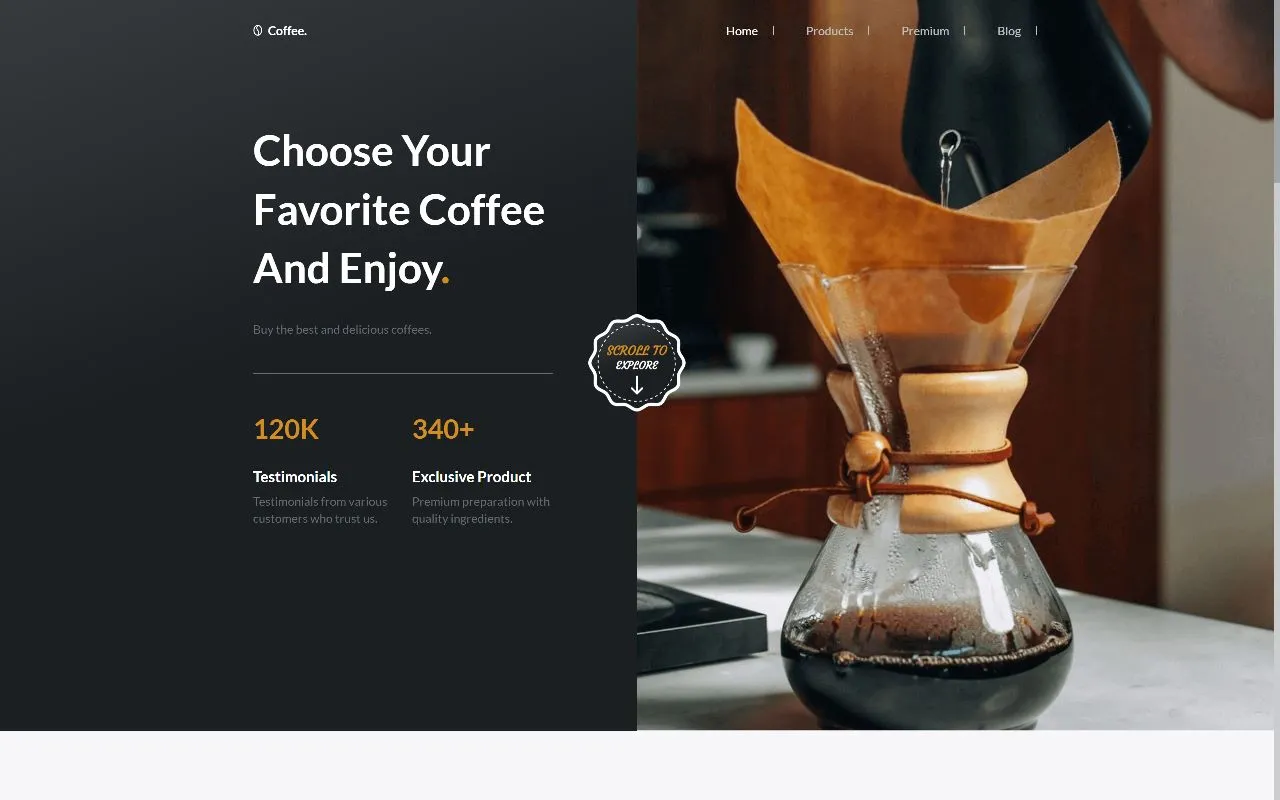 Coffee.
Home
Products
Premium
Blog
Choose Your
Favorite Coffee
And Enjoy.
Buy the best and delicious coffees.
SCROLL TO
EXPLORE
120K
340+
Testimonials
Exclusive Product
Testimonials from various
customers who trust us.
Premium preparation with
quality ingredients.